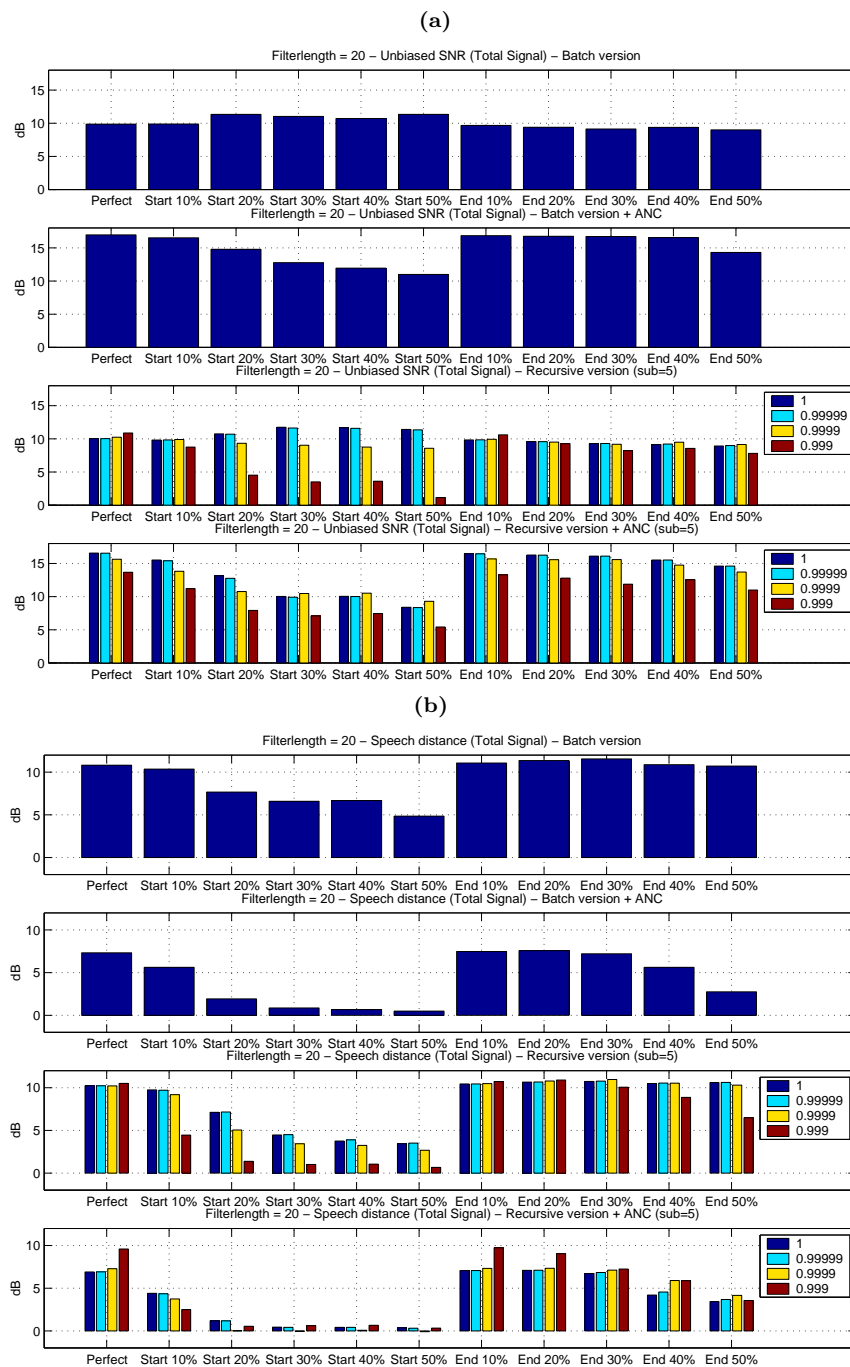 (a)
Filterlength = 20 − Unbiased SNR (Total Signal) − Batch version
15
10
5
0
dB
Perfect Start 10% Start 20% Start 30% Start 40% Start 50% End 10% End 20% End 30% End 40% End 50%
Filterlength = 20 − Unbiased SNR (Total Signal) − Batch version + ANC
15
10
5
0
dB
Perfect Start 10% Start 20% Start 30% Start 40% Start 50% End 10% End 20% End 30% End 40% End 50%
Filterlength = 20 − Unbiased SNR (Total Signal) − Recursive version (sub=5)
15
10
5
0
dB
1
0.99999
0.9999
0.999
Perfect Start 10% Start 20% Start 30% Start 40% Start 50% End 10% End 20% End 30% End 40% End 50%
Filterlength = 20 − Unbiased SNR (Total Signal) − Recursive version + ANC (sub=5)
15
10
5
0
dB
1
0.99999
0.9999
0.999
Perfect Start 10% Start 20% Start 30% Start 40% Start 50% End 10% End 20% End 30% End 40% End 50%
(b)
Filterlength = 20 − Speech distance (Total Signal) − Batch version
10
5
0
dB
Perfect Start 10% Start 20% Start 30% Start 40% Start 50% End 10% End 20% End 30% End 40% End 50%
Filterlength = 20 − Speech distance (Total Signal) − Batch version + ANC
10
5
0
dB
Perfect Start 10% Start 20% Start 30% Start 40% Start 50% End 10% End 20% End 30% End 40% End 50%
Filterlength = 20 − Speech distance (Total Signal) − Recursive version (sub=5)
10
5
0
dB
1
0.99999
0.9999
0.999
Perfect Start 10% Start 20% Start 30% Start 40% Start 50% End 10% End 20% End 30% End 40% End 50%
Filterlength = 20 − Speech distance (Total Signal) − Recursive version + ANC (sub=5)
10
5
0
dB
1
0.99999
0.9999
0.999
Perfect Start 10% Start 20% Start 30% Start 40% Start 50% End 10% End 20% End 30% End 40% End 50%